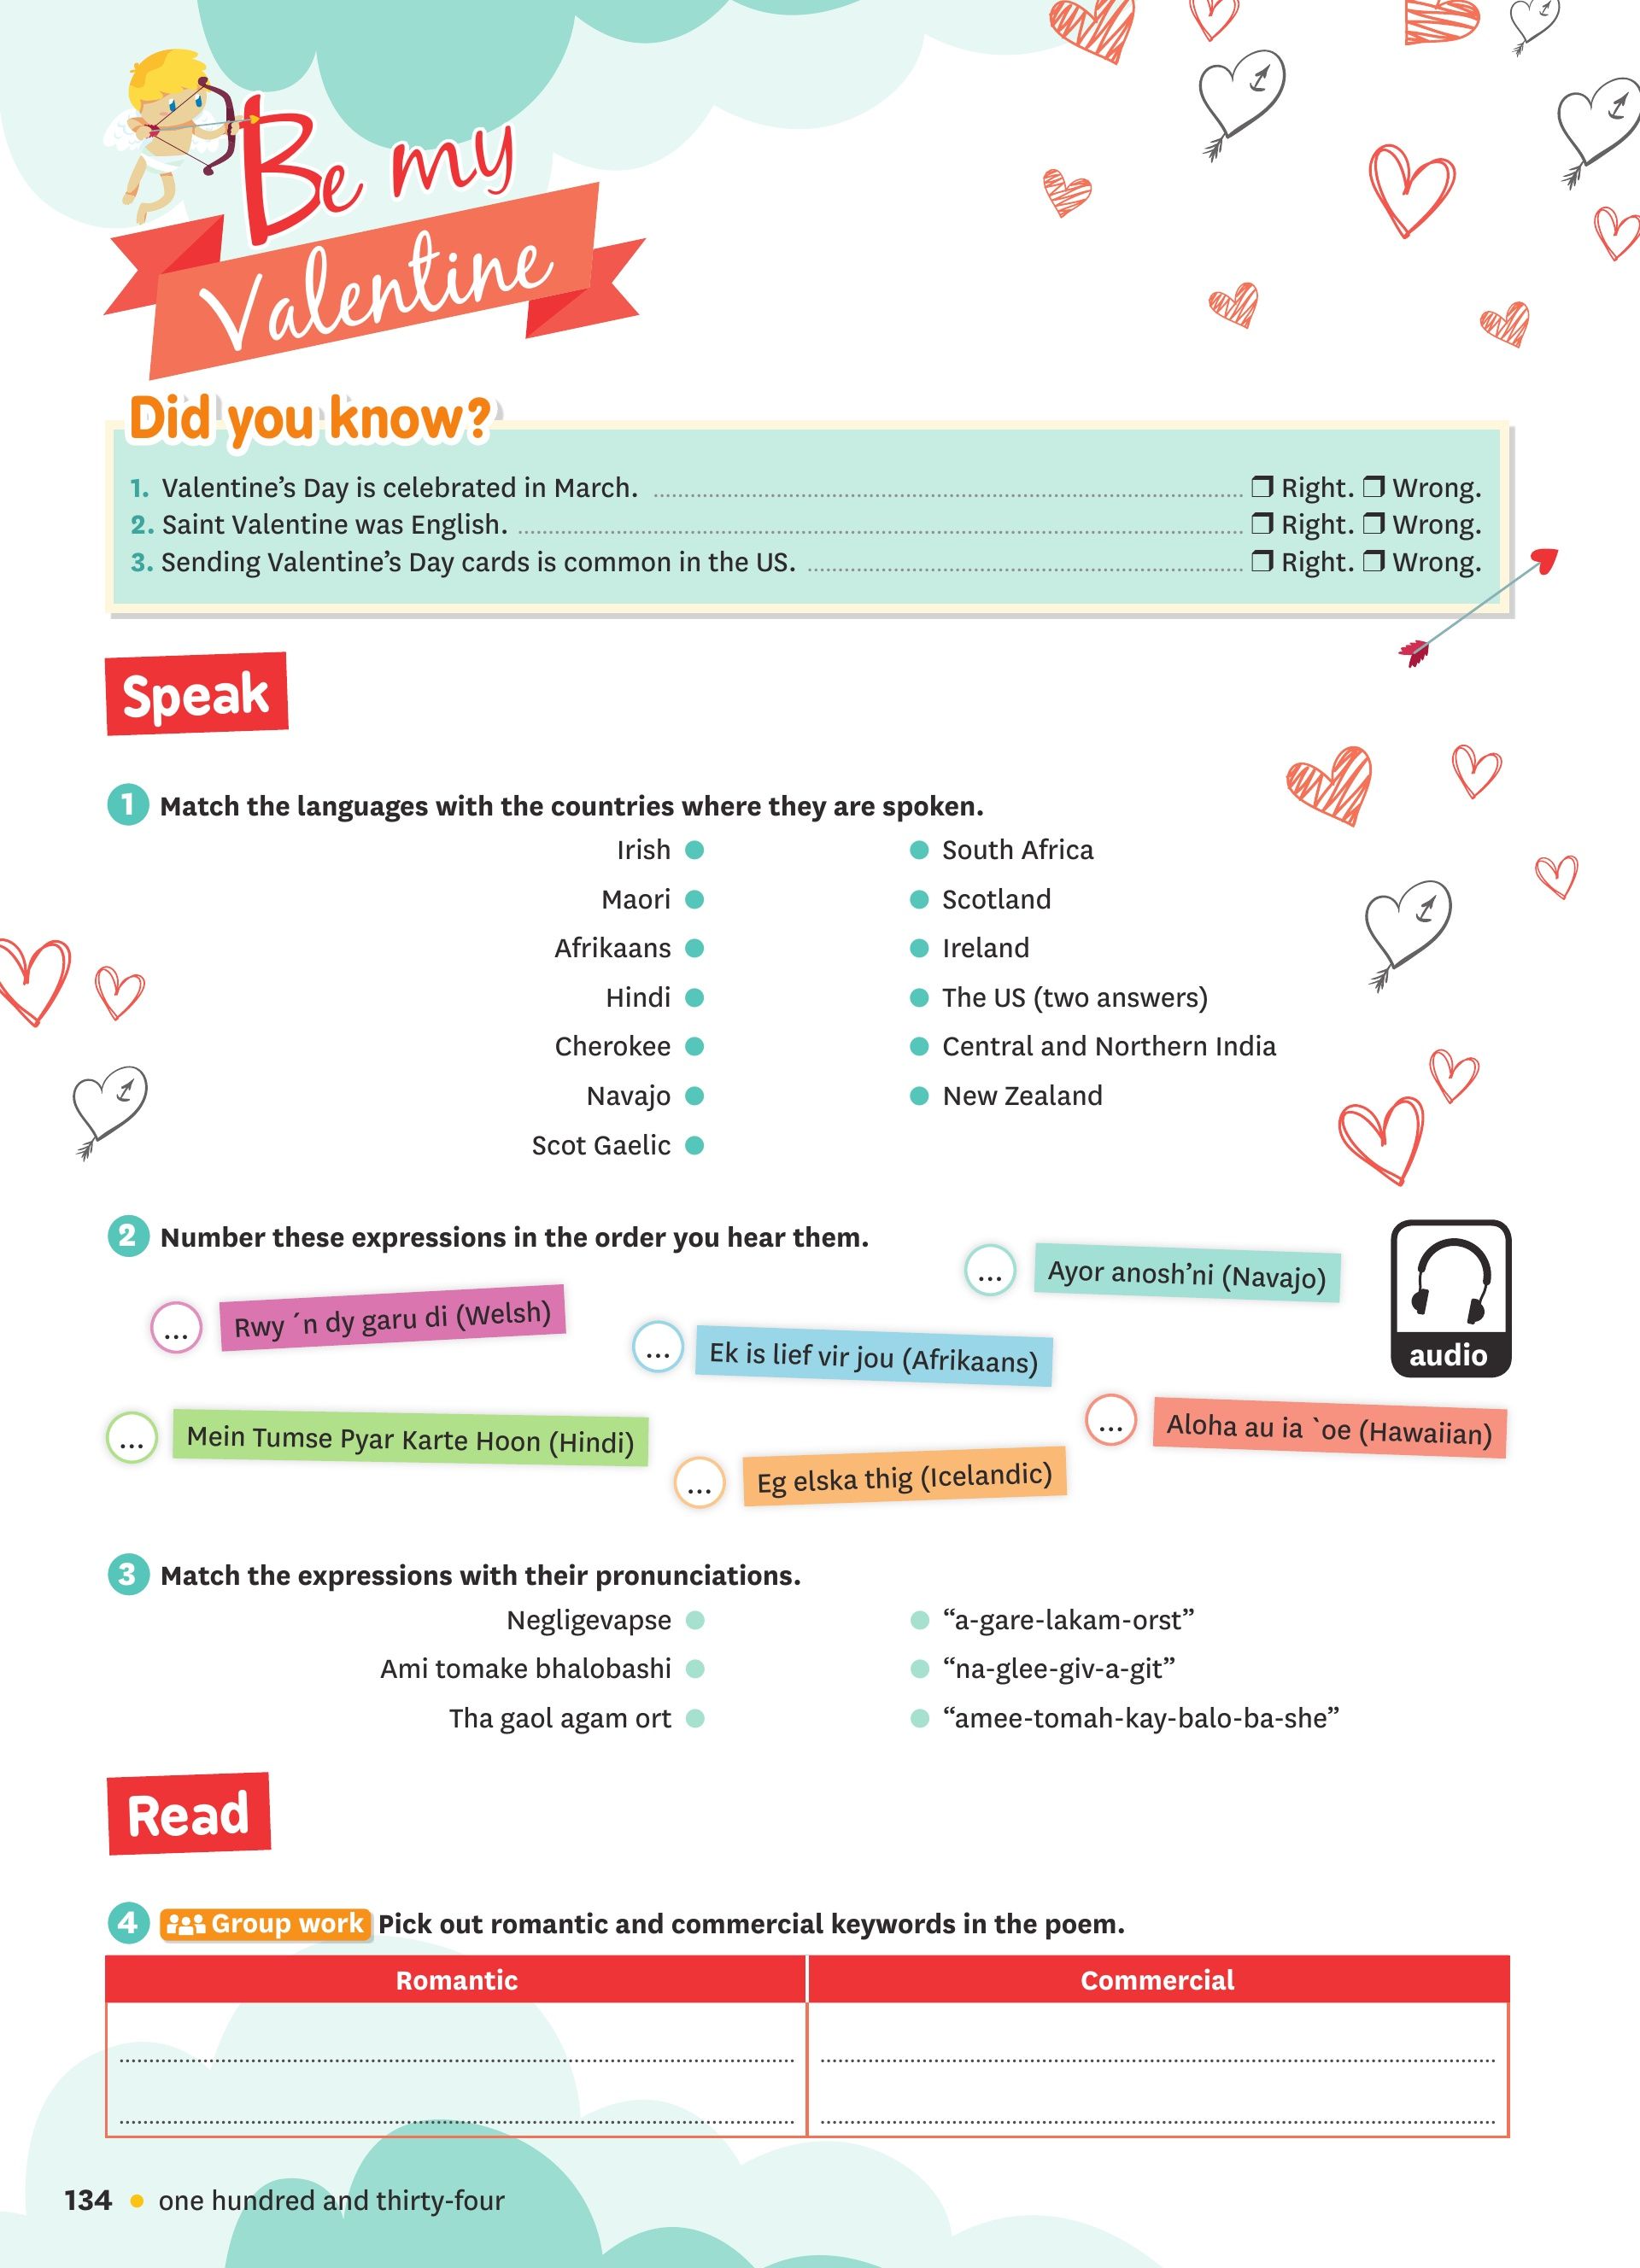 Be my
Valentine
Did you know?
1. Valentine’s Day is celebrated in March. ❒ Right. ❒ Wrong.
2. Saint Valentine was English. ❒ Right. ❒ Wrong.
3. Sending Valentine’s Day cards is common in the US. ❒ Right. ❒ Wrong.
Speak
1 Match the languages with the countries where they are spoken.
Irish South Africa
Maori Scotland
Afrikaans Ireland
Hindi The US (two answers)
Cherokee Central and Northern India
Navajo New Zealand
Scot Gaelic
2 Number these expressions in the order you hear them.
... Ayor anosh’ni (Navajo)
... Rwy ´n dy garu di (Welsh)
... Ek is lief vir jou (Afrikaans)
audio
... Mein Tumse Pyar Karte Hoon (Hindi)
... Aloha au ia `oe (Hawaiian)
... Eg elska thig (Icelandic)
3 Match the expressions with their pronunciations.
Negligevapse “a-gare-lakam-orst”
Ami tomake bhalobashi “na-glee-giv-a-git”
Tha gaol agam ort “amee-tomah-kay-balo-ba-she”
Read
4 Group work Pick out romantic and commercial keywords in the poem.
Romantic Commercial
134 • one hundred and thirty-four